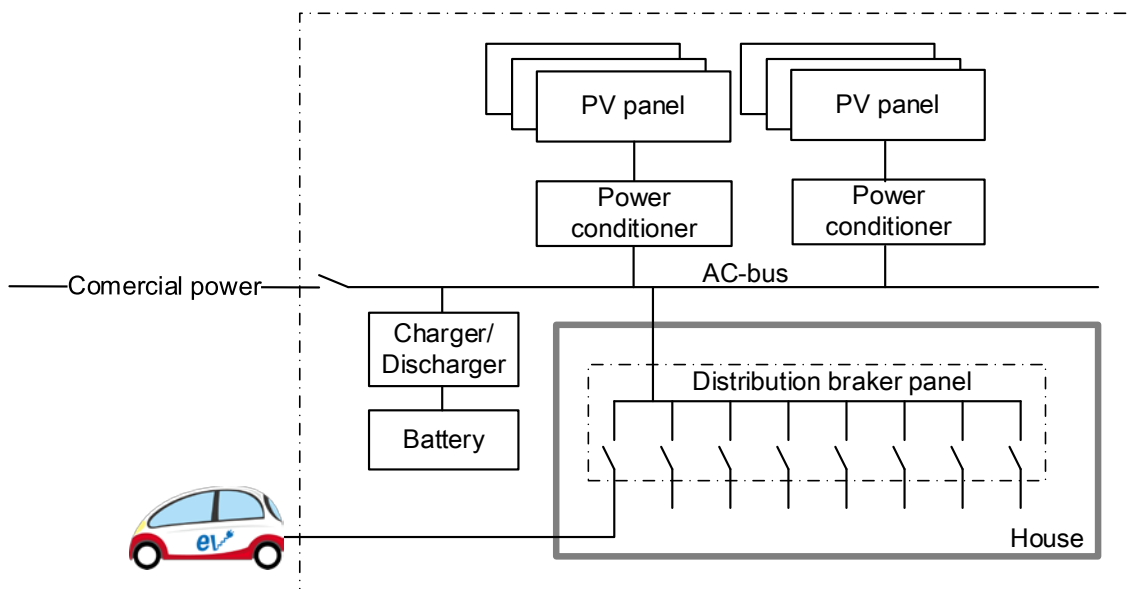 PV panel
PV panel
Power
conditioner
Power
conditioner
AC-bus
Comercial power
Charger/
Discharger
Distribution braker panel
Battery
ev
House